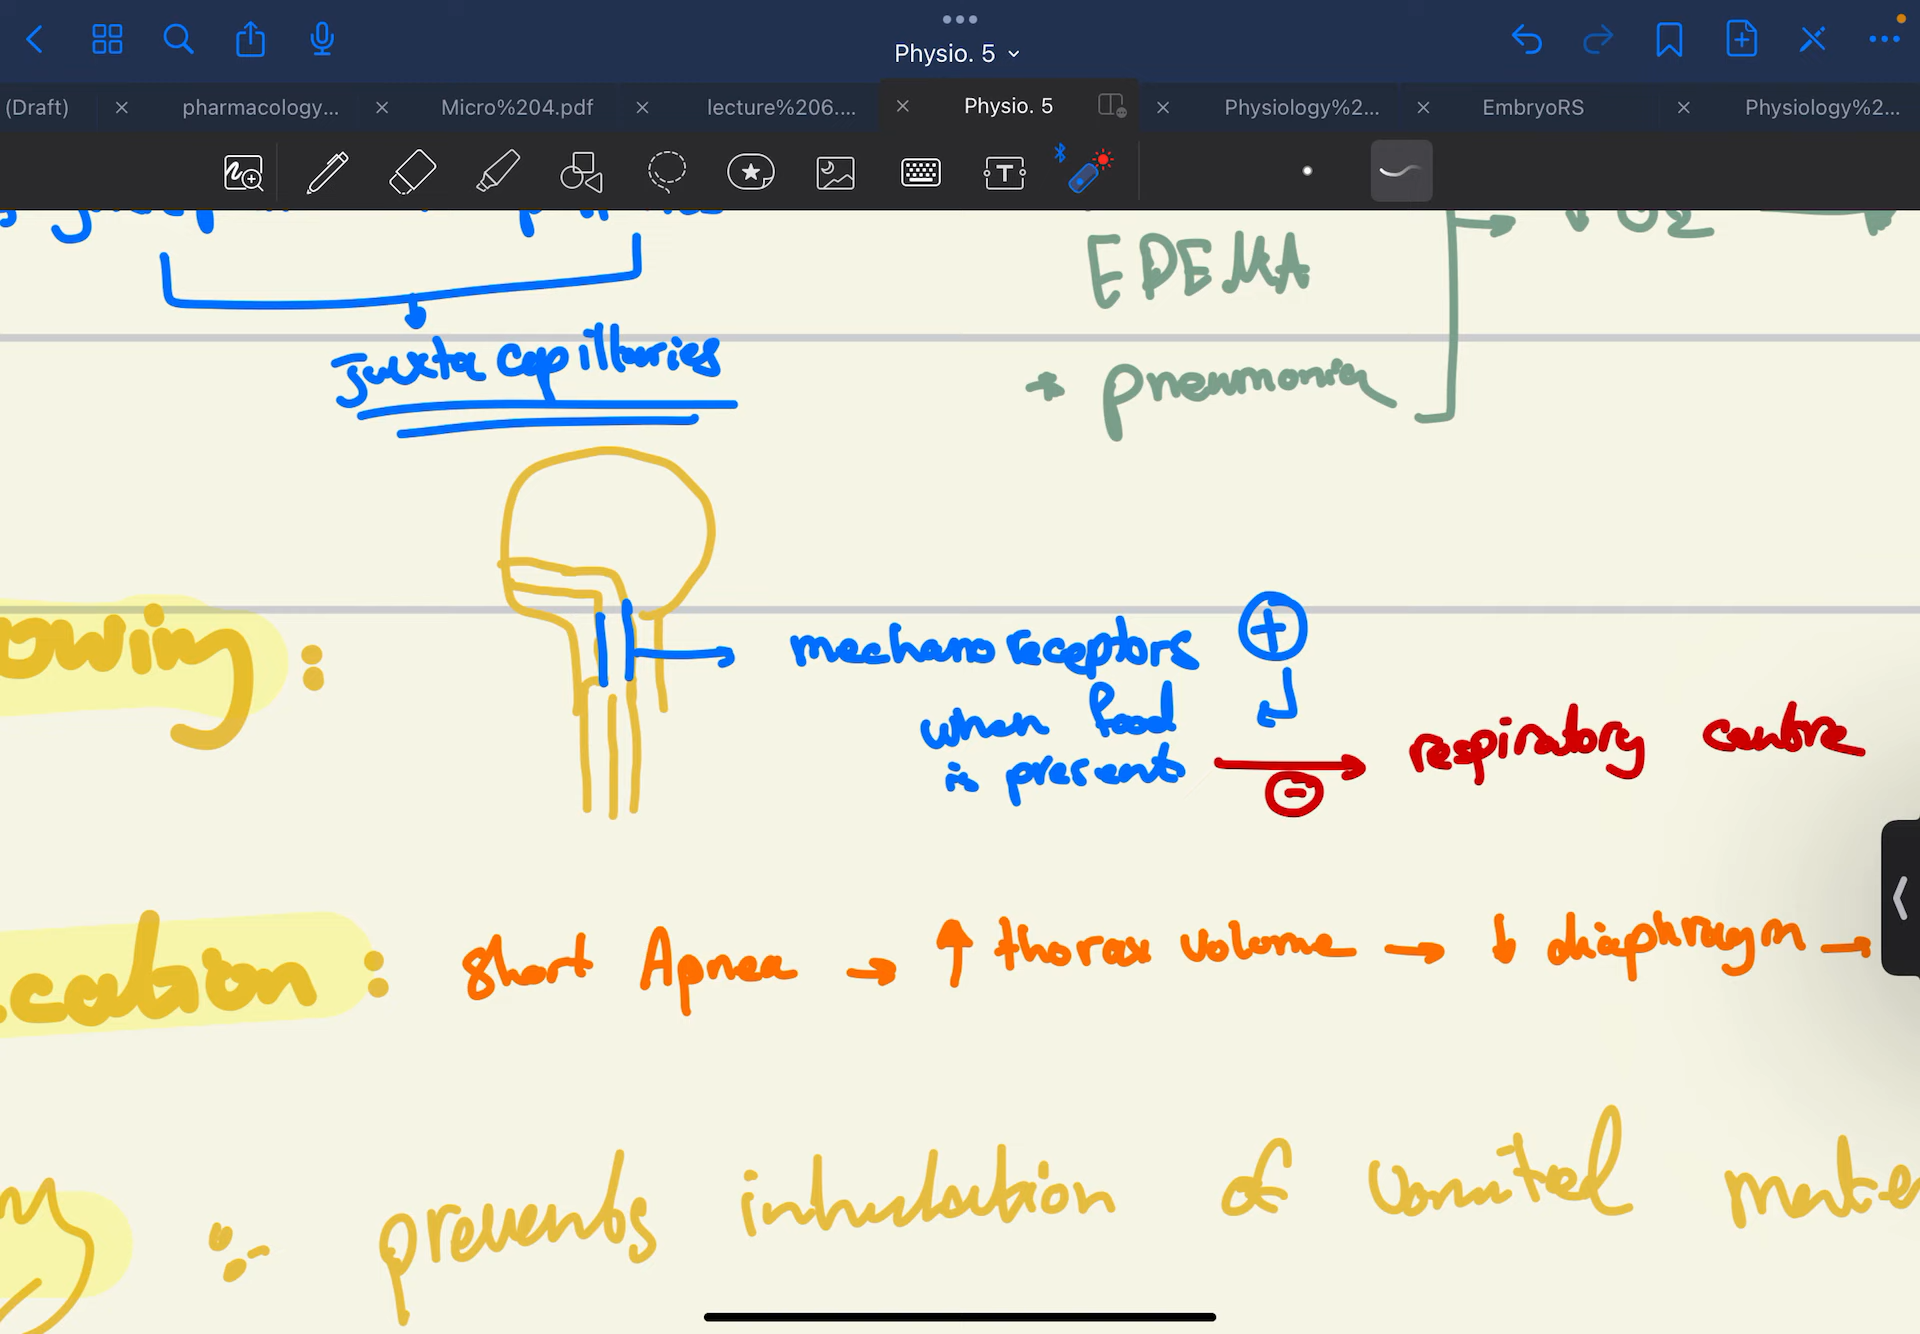 Physio. 5
(Draft)
pharmacology...
Micro%204.pdf
lecture%206....
Physio. 5
Physiology%2...
EmbryoRS
Physiology%2...
O2
EDEMA
Juxta capillaries
* pneumonia
owing :
mechano receptors +
when food
is present
-
respiratory centre
cation : short Apnea → ↑ thorax volume → ↓ diaphragm →
prevents inhalation of vomited mate